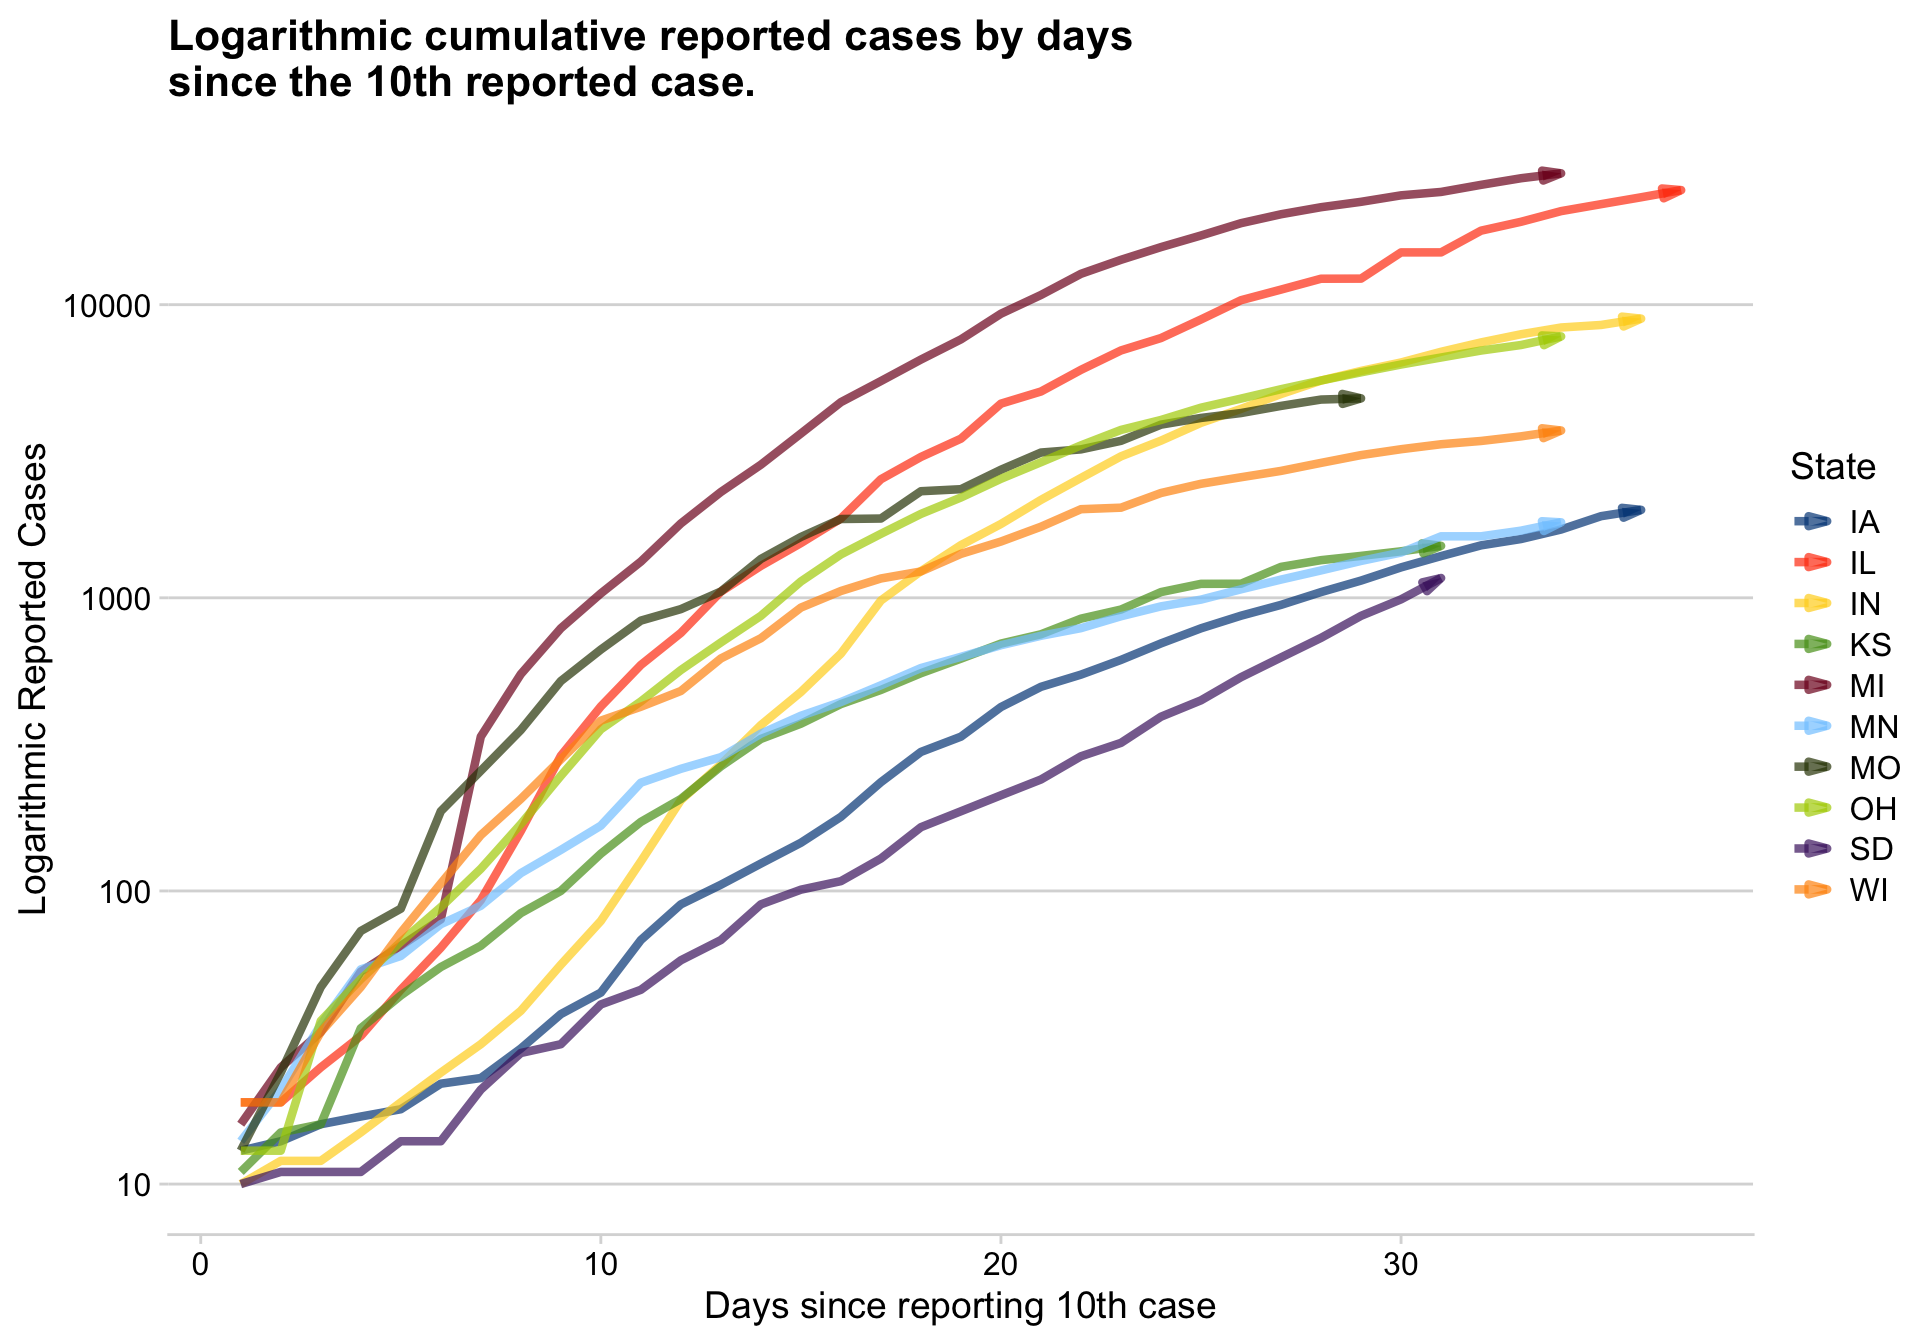 Logarithmic cumulative reported cases by days
since the 10th reported case.
Logarithmic Reported Cases
10000
1000
100
10
0
10
20
30
Days since reporting 10th case
State
IA
IL
IN
KS
MI
MN
MO
OH
SD
WI